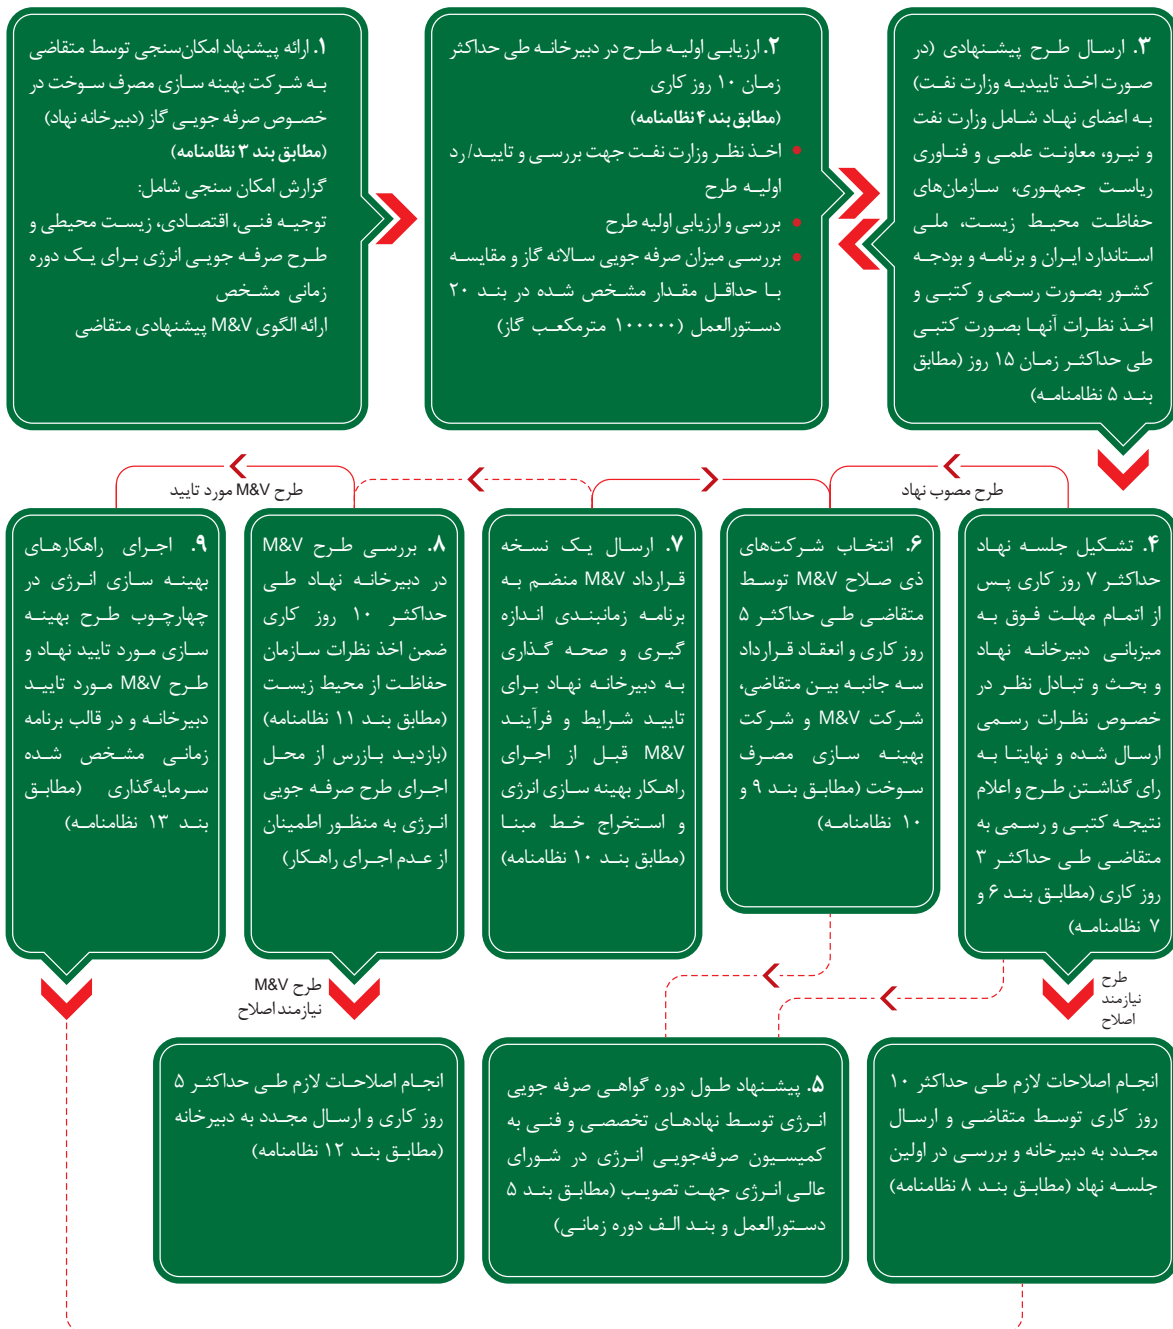 ۱. ارائه پیشنهاد امکان‌سنجی توسط متقاضی
به شرکت بهینه سازی مصرف سوخت در
خصوص صرفه جویی گاز (دبیرخانه نهاد)
(مطابق بند ۳ نظامنامه)
گزارش امکان سنجی شامل:
توجیه فنی، اقتصادی، زیست محیطی و
طرح صرفه جویی انرژی برای یک دوره
زمانی مشخص
ارائه الگوی M&V پیشنهادی متقاضی
۲. ارزیابی اولیه طرح در دبیرخانه طی حداکثر
زمان ۱۰ روز کاری
(مطابق بند ۴ نظامنامه)
• اخذ نظر وزارت نفت جهت بررسی و تایید/ رد
اولیه طرح
• بررسی و ارزیابی اولیه طرح
• بررسی میزان صرفه جویی سالانه گاز و مقایسه
با حداقل مقدار مشخص شده در بند ۲۰
دستورالعمل (۱۰۰۰۰۰ مترمکعب گاز)
۳. ارسال طرح پیشنهادی (در
صورت اخذ تاییدیه وزارت نفت)
به اعضای نهاد شامل وزارت نفت
و نیرو، معاونت علمی و فناوری
ریاست جمهوری، سازمان‌های
حفاظت محیط زیست، ملی
استاندارد ایران و برنامه و بودجه
کشور بصورت رسمی و کتبی و
اخذ نظرات آنها بصورت کتبی
طی حداکثر زمان ۱۵ روز (مطابق
بند ۵ نظامنامه)
طرح مصوب نهاد
طرح M&V مورد تایید
۴. تشکیل جلسه نهاد
حداکثر ۷ روز کاری پس
از اتمام مهلت فوق به
میزبانی دبیرخانه نهاد
و بحث و تبادل نظر در
خصوص نظرات رسمی
ارسال شده و نهایتا به
رای گذاشتن طرح و اعلام
نتیجه کتبی و رسمی به
متقاضی طی حداکثر ۳
روز کاری (مطابق بند ۶ و
۷ نظامنامه)
۶. انتخاب شرکت‌های
ذی صلاح M&V توسط
متقاضی طی حداکثر ۵
روز کاری و انعقاد قرارداد
سه جانبه بین متقاضی،
شرکت M&V و شرکت
بهینه سازی مصرف
سوخت (مطابق بند ۹ و
۱۰ نظامنامه)
۷. ارسال یک نسخه
قرارداد M&V منضم به
برنامه زمانبندی اندازه
گیری و صحه گذاری
به دبیرخانه نهاد برای
تایید شرایط و فرآیند
M&V قبل از اجرای
راهکار بهینه سازی انرژی
و استخراج خط مبنا
(مطابق بند ۱۰ نظامنامه)
۸. بررسی طرح M&V
در دبیرخانه نهاد طی
حداکثر ۱۰ روز کاری
ضمن اخذ نظرات سازمان
حفاظت از محیط زیست
(مطابق بند ۱۱ نظامنامه)
(بازدید بازرس از محل
اجرای طرح صرفه جویی
انرژی به منظور اطمینان
از عدم اجرای راهکار)
۹. اجرای راهکارهای
بهینه سازی انرژی در
چهارچوب طرح بهینه
سازی مورد تایید نهاد و
طرح M&V مورد تایید
دبیرخانه و در قالب برنامه
زمانی مشخص شده
سرمایه‌گذاری (مطابق
بند ۱۳ نظامنامه)
طرح
نیازمند
اصلاح
طرح M&V
نیازمند اصلاح
انجام اصلاحات لازم طی حداکثر ۱۰
روز کاری توسط متقاضی و ارسال
مجدد به دبیرخانه و بررسی در اولین
جلسه نهاد (مطابق بند ۸ نظامنامه)
۵. پیشنهاد طول دوره گواهی صرفه جویی
انرژی توسط نهادهای تخصصی و فنی به
کمیسیون صرفه‌جویی انرژی در شورای
عالی انرژی جهت تصویب (مطابق بند ۵
دستورالعمل و بند الف دوره زمانی)
انجام اصلاحات لازم طی حداکثر ۵
روز کاری و ارسال مجدد به دبیرخانه
(مطابق بند ۱۲ نظامنامه)